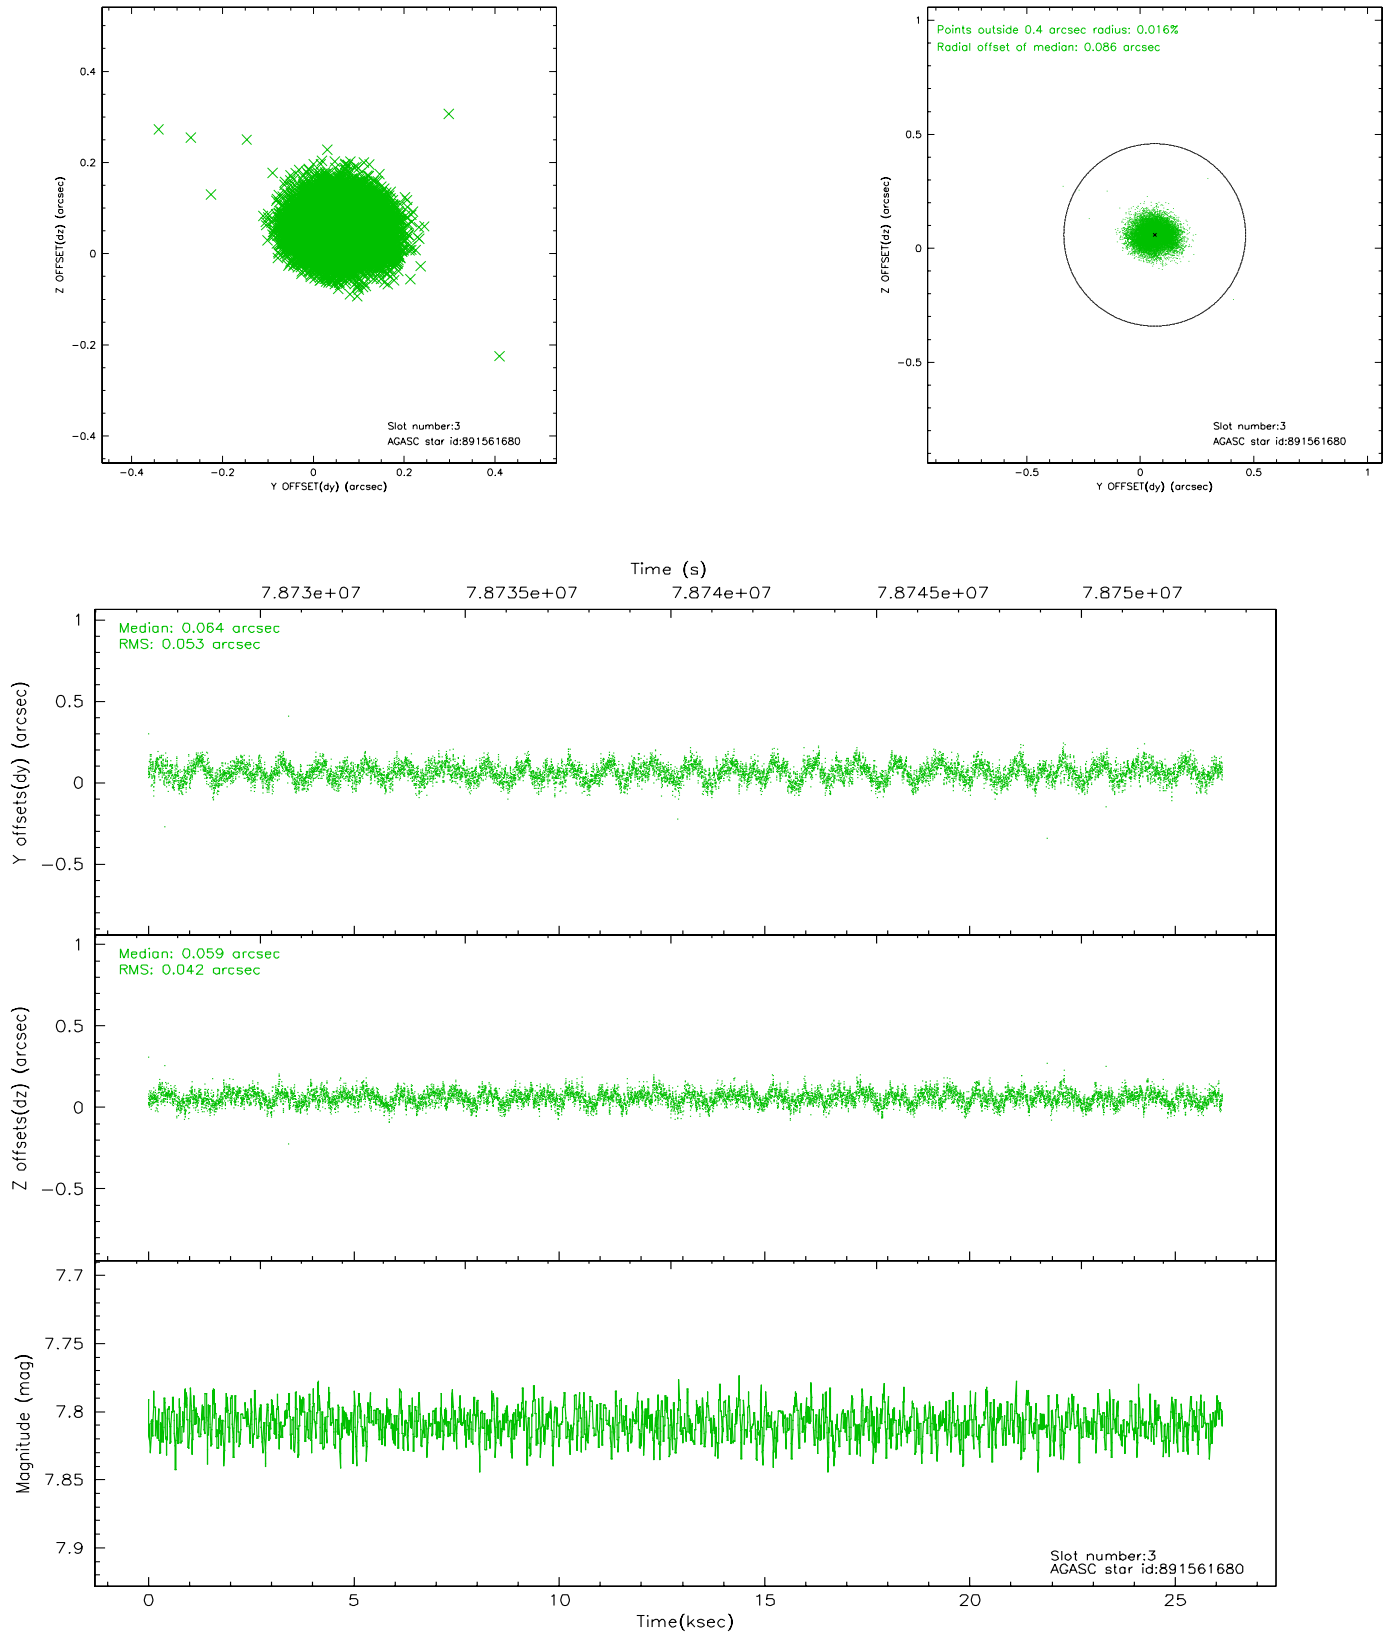 0.4
0.2
0
-0.2
-0.4
Z OFFSET(dz) (arcsec)
Slot number:3
AGASC star id:891561680
-0.4 -0.2 0 0.2 0.4
Y OFFSET(dy) (arcsec)
Points outside 0.4 arcsec radius: 0.016%
Radial offset of median: 0.086 arcsec
1
0.5
0
-0.5
Z OFFSET(dz) (arcsec)
Slot number:3
AGASC star id:891561680
-0.5 0 0.5 1
Y OFFSET(dy) (arcsec)
Time (s)
7.873e+07 7.8735e+07 7.874e+07 7.8745e+07 7.875e+07
Median: 0.064 arcsec
RMS: 0.053 arcsec
1
0.5
0
-0.5
Y offsets(dy) (arcsec)
Median: 0.059 arcsec
RMS: 0.042 arcsec
1
0.5
0
-0.5
Z offsets(dz) (arcsec)
7.7
7.75
7.8
7.85
7.9
Magnitude (mag)
Slot number:3
AGASC star id:891561680
0 5 10 15 20 25
Time(ksec)